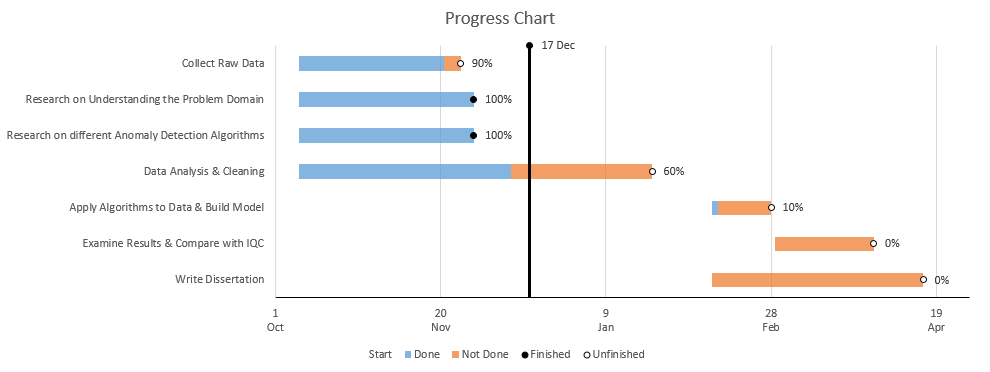 Progress Chart
17 Dec
Collect Raw Data
90%
Research on Understanding the Problem Domain
100%
Research on different Anomaly Detection Algorithms
100%
Data Analysis & Cleaning
60%
Apply Algorithms to Data & Build Model
10%
Examine Results & Compare with IQC
0%
Write Dissertation
0%
1 20 9 28 19
Oct Nov Jan Feb Apr
Start Done Not Done Finished Unfinished